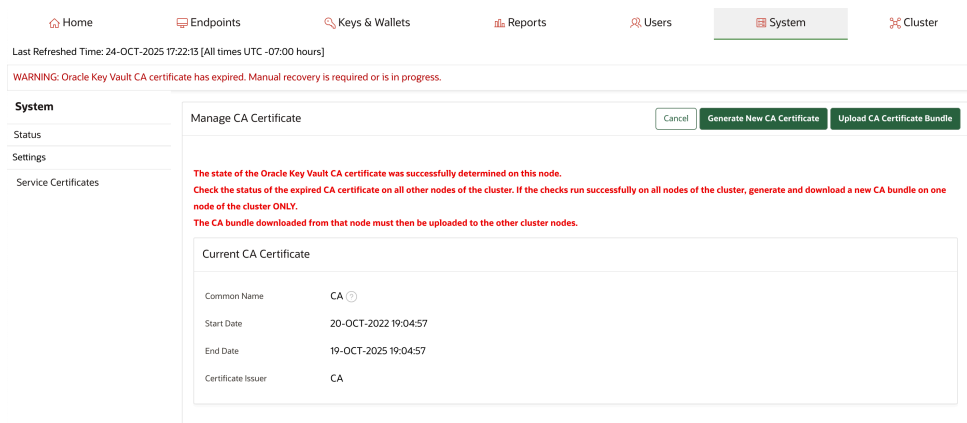 Home Endpoints Keys & Wallets Reports Users System Cluster
Last Refreshed Time: 24-OCT-2025 17:22:13 [All times UTC -07:00 hours]
WARNING: Oracle Key Vault CA certificate has expired. Manual recovery is required or is in progress.
System
Status
Settings
Service Certificates
Manage CA Certificate
Cancel Generate New CA Certificate Upload CA Certificate Bundle
The state of the Oracle Key Vault CA certificate was successfully determined on this node.
Check the status of the expired CA certificate on all other nodes of the cluster. If the checks run successfully on all nodes of the cluster, generate and download a new CA bundle on one
node of the cluster ONLY.
The CA bundle downloaded from that node must then be uploaded to the other cluster nodes.
Current CA Certificate
Common Name CA ?
Start Date 20-OCT-2022 19:04:57
End Date 19-OCT-2025 19:04:57
Certificate Issuer CA